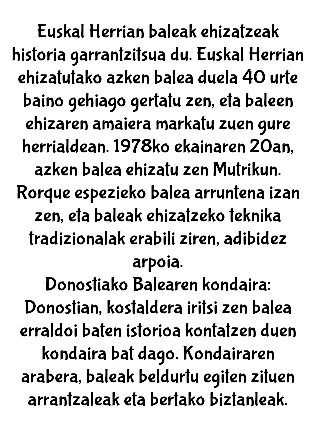 Euskal Herrian baleak ehizatzeak
historia garrantzitsua du. Euskal Herrian
ehizatutako azken balea duela 40 urte
baino gehiago gertatu zen, eta baleen
ehizaren amaiera markatu zuen gure
herrialdean. 1978ko ekainaren 20an,
azken balea ehizatu zen Mutrikun.
Rorque espezieko balea arruntena izan
zen, eta baleak ehizatzeko teknika
tradizionalak erabili ziren, adibidez
arpoia.
Donostiako Balearen kondaira:
Donostian, kostaldera iritsi zen balea
erraldoi baten istorioa kontatzen duen
kondaira bat dago. Kondairaren
arabera, baleak beldurtu egiten zituen
arrantzaleak eta bertako biztanleak.